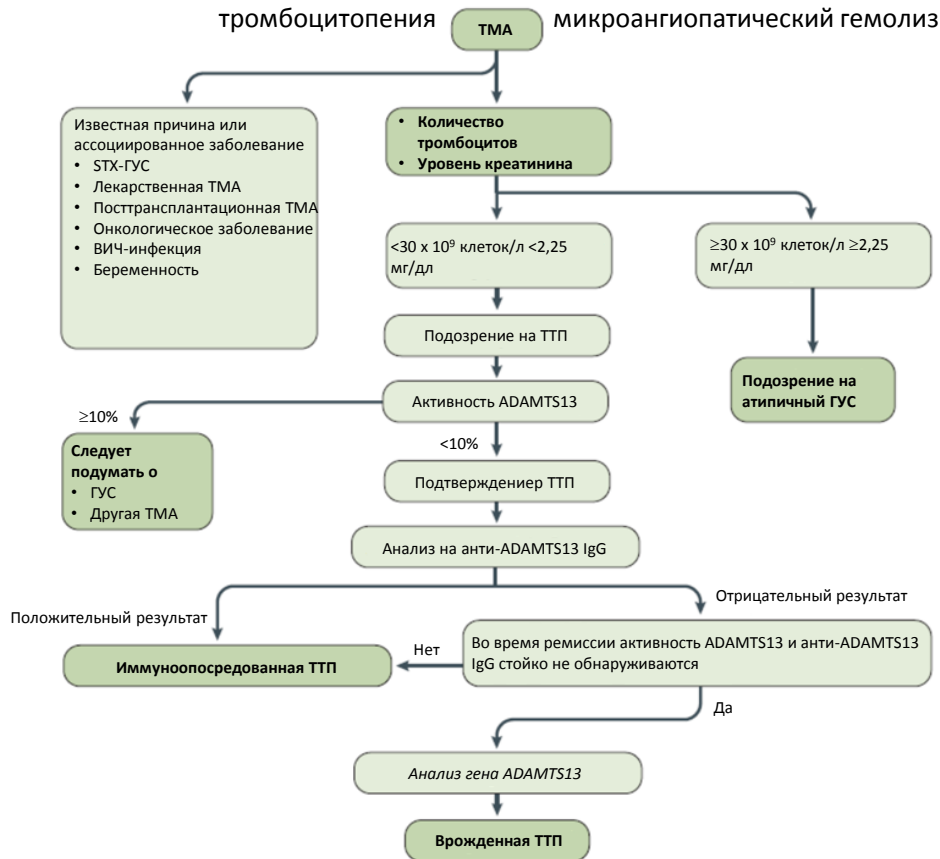 тромбоцитопения
ТМА
микроангиопатический гемолиз
Известная причина или
ассоциированное заболевание
• STX-ГУС
• Лекарственная ТМА
• Посттрансплантационная ТМА
• Онкологическое заболевание
• ВИЧ-инфекция
• Беременность
• Количество
тромбоцитов
• Уровень креатинина
<30 x 10⁹ клеток/л <2,25
мг/дл
≥30 x 10⁹ клеток/л ≥2,25
мг/дл
Подозрение на ТТП
Подозрение на
атипичный ГУС
Активность ADAMTS13
≥10%
<10%
Следует
подумать о
• ГУС
• Другая ТМА
Подтверждениер ТТП
Анализ на анти-ADAMTS13 IgG
Положительный результат
Отрицательный результат
Иммуноопосредованная ТТП
Нет
Во время ремиссии активность ADAMTS13 и анти-ADAMTS13
IgG стойко не обнаруживаются
Да
Анализ гена ADAMTS13
Врожденная ТТП